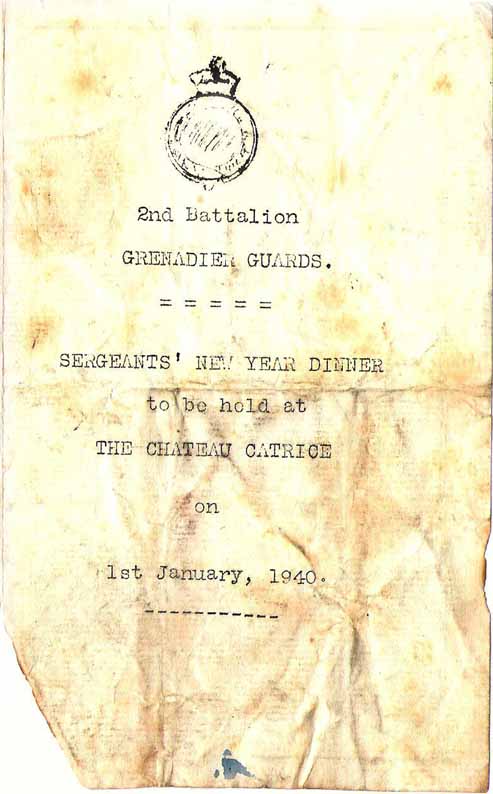 2nd Battalion
GRENADIER GUARDS.
= = = = =
SERGEANTS' NEW YEAR DINNER
to be held at
THE CHATEAU CATRICE
on
1st January, 1940.
-----------